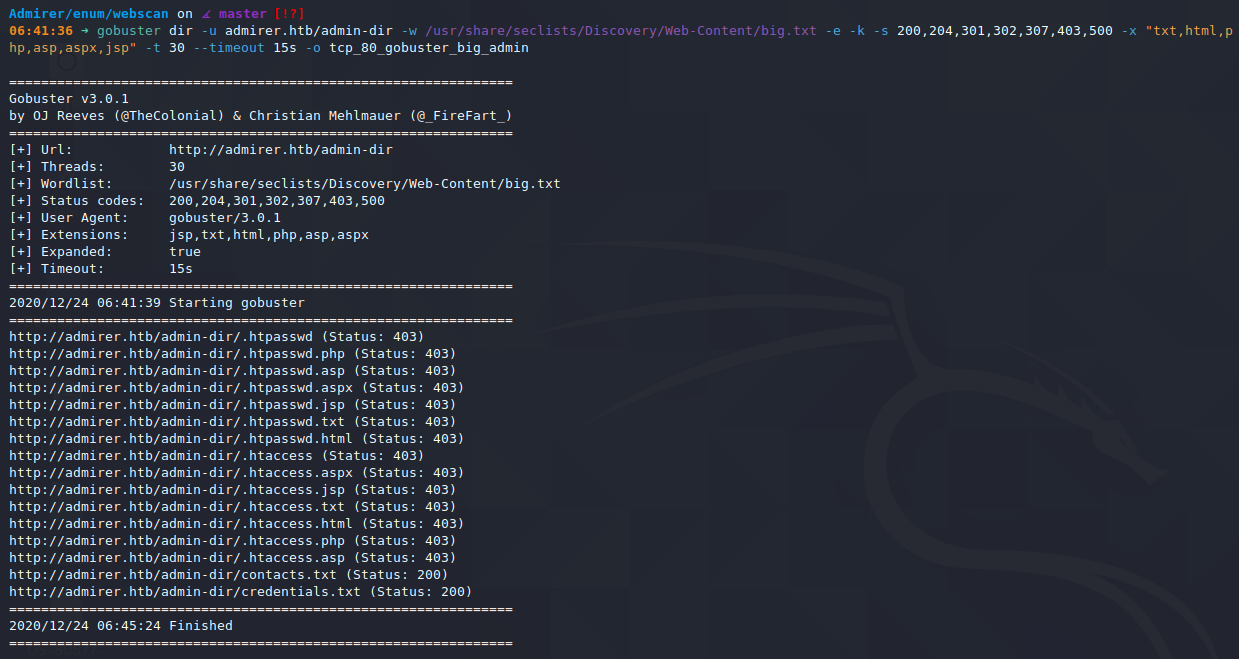 Admirer/enum/webscan on ⎇ master [!?]
06:41:36 → gobuster dir -u admirer.htb/admin-dir -w /usr/share/seclists/Discovery/Web-Content/big.txt -e -k -s 200,204,301,302,307,403,500 -x "txt,html,p
hp,asp,aspx,jsp" -t 30 --timeout 15s -o tcp_80_gobuster_big_admin
===============================================================
Gobuster v3.0.1
by OJ Reeves (@TheColonial) & Christian Mehlmauer (@_FireFart_)
===============================================================
[+] Url:            http://admirer.htb/admin-dir
[+] Threads:        30
[+] Wordlist:       /usr/share/seclists/Discovery/Web-Content/big.txt
[+] Status codes:   200,204,301,302,307,403,500
[+] User Agent:     gobuster/3.0.1
[+] Extensions:     jsp,txt,html,php,asp,aspx
[+] Expanded:       true
[+] Timeout:        15s
===============================================================
2020/12/24 06:41:39 Starting gobuster
===============================================================
http://admirer.htb/admin-dir/.htpasswd (Status: 403)
http://admirer.htb/admin-dir/.htpasswd.php (Status: 403)
http://admirer.htb/admin-dir/.htpasswd.asp (Status: 403)
http://admirer.htb/admin-dir/.htpasswd.aspx (Status: 403)
http://admirer.htb/admin-dir/.htpasswd.jsp (Status: 403)
http://admirer.htb/admin-dir/.htpasswd.txt (Status: 403)
http://admirer.htb/admin-dir/.htpasswd.html (Status: 403)
http://admirer.htb/admin-dir/.htaccess (Status: 403)
http://admirer.htb/admin-dir/.htaccess.aspx (Status: 403)
http://admirer.htb/admin-dir/.htaccess.jsp (Status: 403)
http://admirer.htb/admin-dir/.htaccess.txt (Status: 403)
http://admirer.htb/admin-dir/.htaccess.html (Status: 403)
http://admirer.htb/admin-dir/.htaccess.php (Status: 403)
http://admirer.htb/admin-dir/.htaccess.asp (Status: 403)
http://admirer.htb/admin-dir/contacts.txt (Status: 200)
http://admirer.htb/admin-dir/credentials.txt (Status: 200)
===============================================================
2020/12/24 06:45:24 Finished
===============================================================